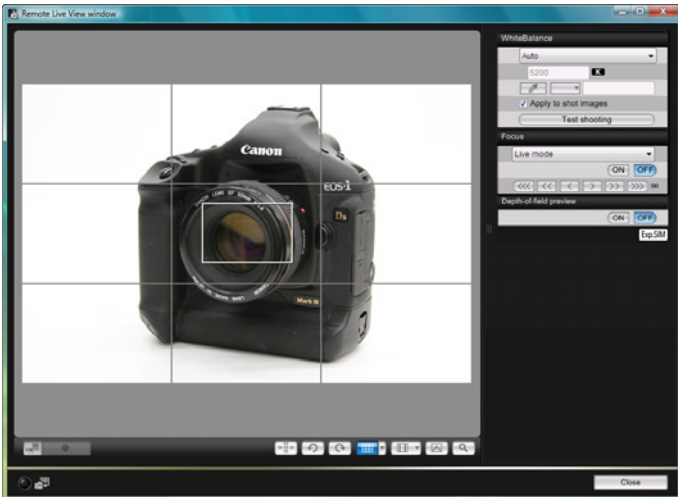 Remote Live View window
WhiteBalance
Auto
5200 K
Apply to shot images
Test shooting
Focus
Live mode
ON OFF
Depth-of-field preview
ON OFF
Exp.SIM
Canon
EOS-1
Ds
Mark III
Close